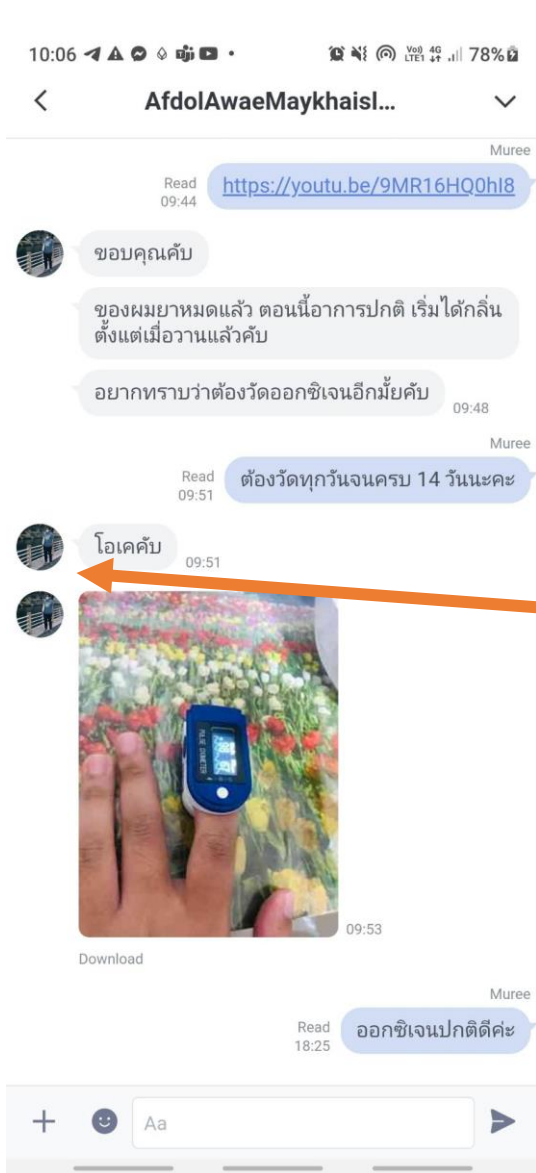 10:06
78%
AfdolAwaeMaykhaisl...
Muree
Read
09:44
https://youtu.be/9MR16HQ0hI8
ขอบคุณคับ
ของผมยาหมดแล้ว ตอนนี้อาการปกติ เริ่มได้กลิ่น
ตั้งแต่เมื่อวานแล้วคับ
อยากทราบว่าต้องวัดออกซิเจนอีกมั้ยคับ
09:48
Muree
Read
09:51
ต้องวัดทุกวันจนครบ 14 วันนะคะ
โอเคคับ
09:51
PULSE OXIMETER
09:53
Download
Muree
Read
18:25
ออกซิเจนปกติดีค่ะ
Aa